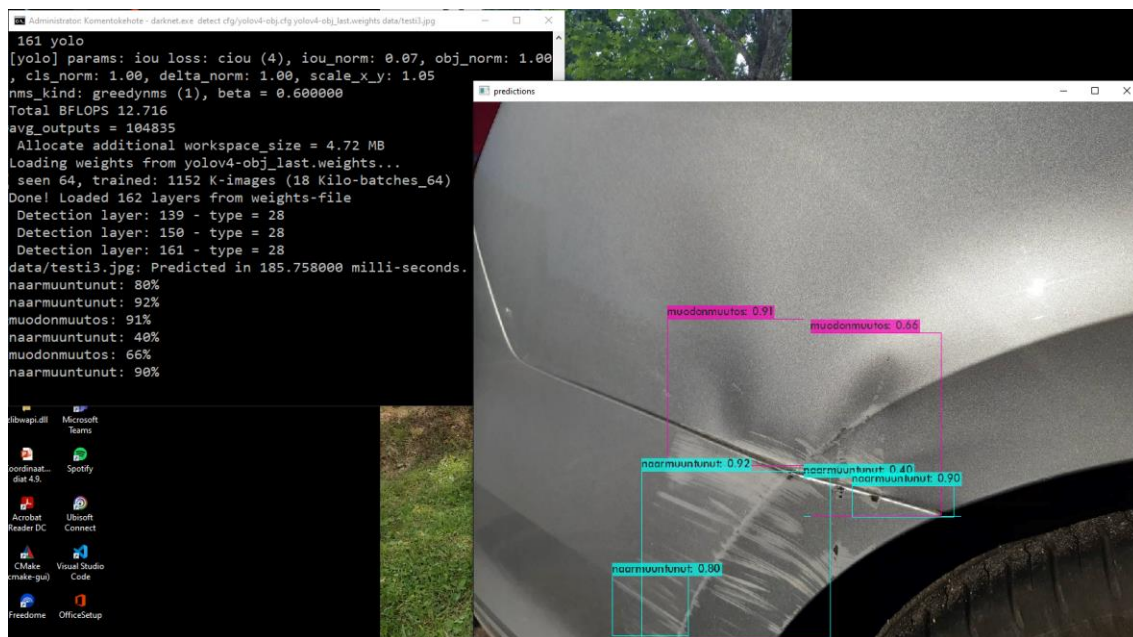 Administrator: Komentokehote - darknet.exe detect cfg/yolov4-obj.cfg yolov4-obj_last.weights data/testi3.jpg
161 yolo
[yolo] params: iou loss: ciou (4), iou_norm: 0.07, obj_norm: 1.00
, cls_norm: 1.00, delta_norm: 1.00, scale_x_y: 1.05
nms_kind: greedynms (1), beta = 0.600000
Total BFLOPS 12.716
avg_outputs = 104835
Allocate additional workspace_size = 4.72 MB
Loading weights from yolov4-obj_last.weights...
seen 64, trained: 1152 K-images (18 Kilo-batches_64)
Done! Loaded 162 layers from weights-file
Detection layer: 139 - type = 28
Detection layer: 150 - type = 28
Detection layer: 161 - type = 28
data/testi3.jpg: Predicted in 185.758000 milli-seconds.
naarmuuntunut: 80%
naarmuuntunut: 92%
muodonmuutos: 91%
naarmuuntunut: 40%
muodonmuutos: 66%
naarmuuntunut: 90%
predictions
muodonmuutos: 0.91
muodonmuutos: 0.66
naarmuuntunut: 0.92
naarmuuntunut: 0.40
naarmuuntunut: 0.90
naarmuuntunut: 0.80
zlibwapi.dll
Microsoft
Teams
oordinaat...
diat 4.9.
Spotify
Acrobat
Reader DC
Ubisoft
Connect
CMake
cmake-gui)
Visual Studio
Code
Freedome
OfficeSetup